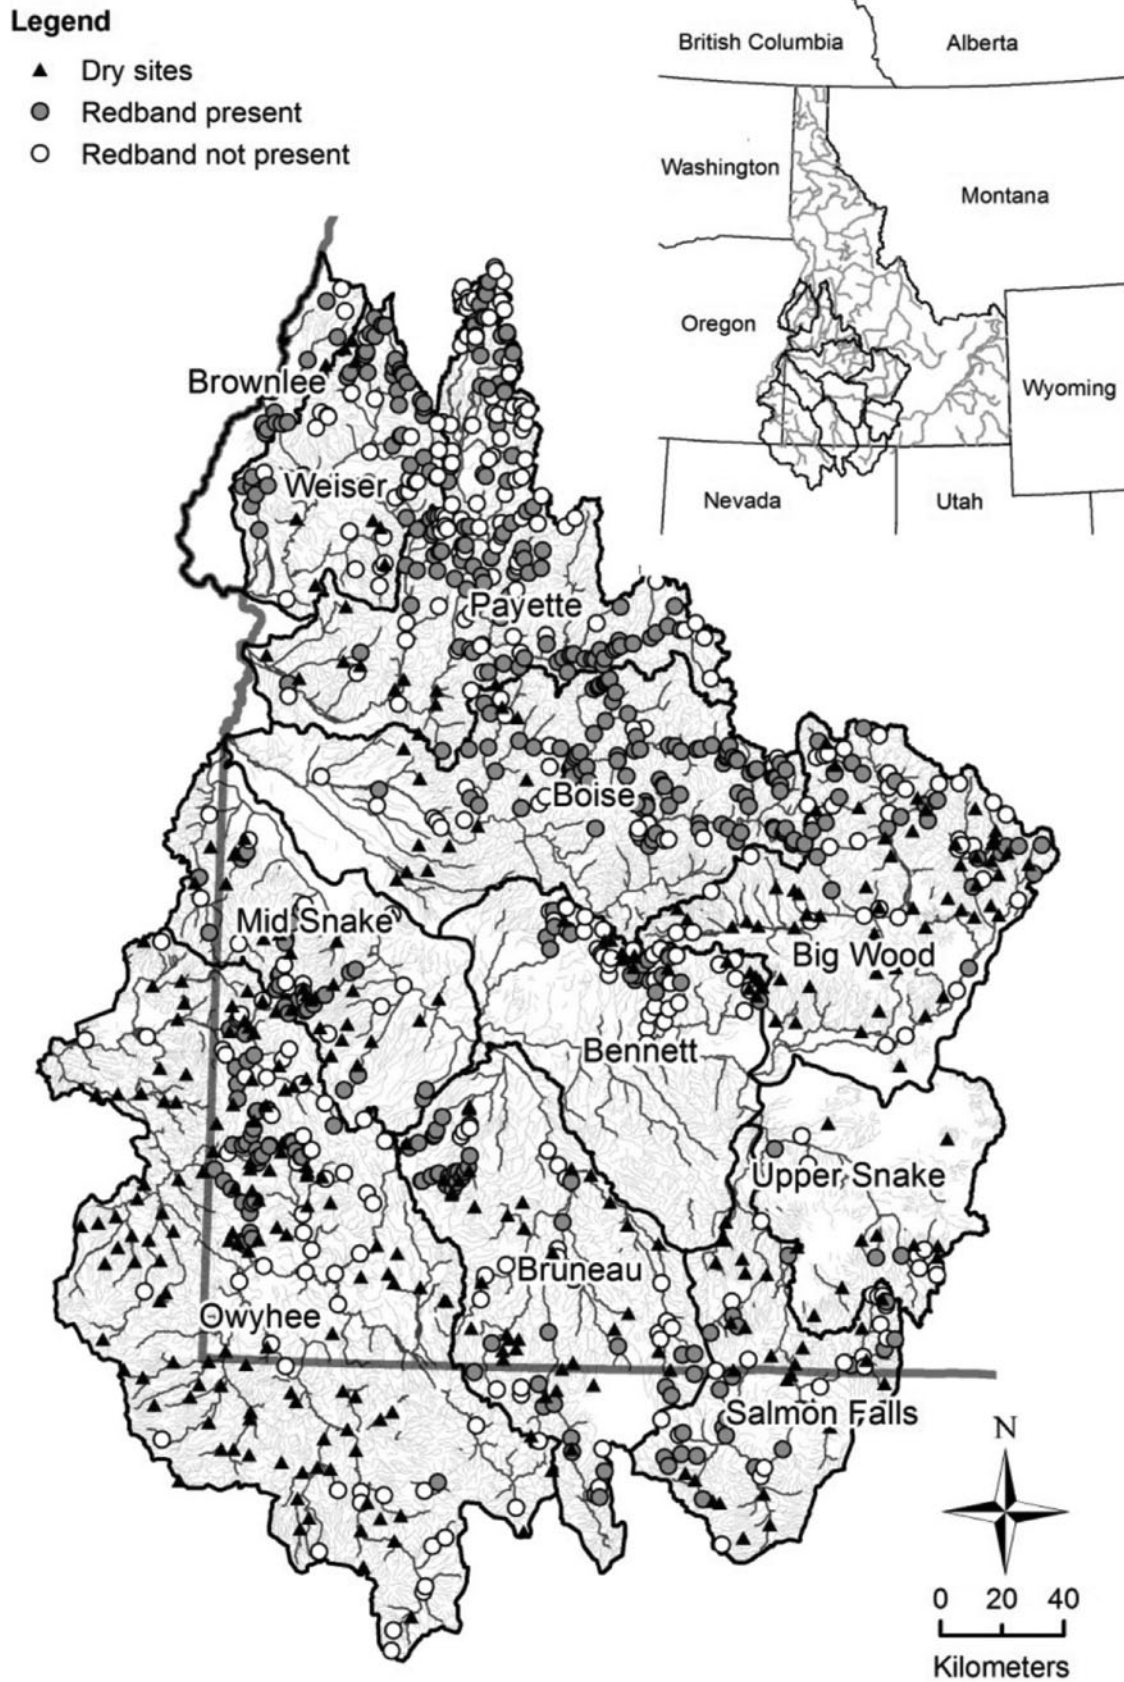 Legend
Dry sites
Redband present
Redband not present
British Columbia
Alberta
Washington
Montana
Oregon
Wyoming
Nevada
Utah
Brownlee
Weiser
Payette
Boise
Mid Snake
Big Wood
Bennett
Upper Snake
Bruneau
Owyhee
Salmon Falls
N
0 20 40
Kilometers